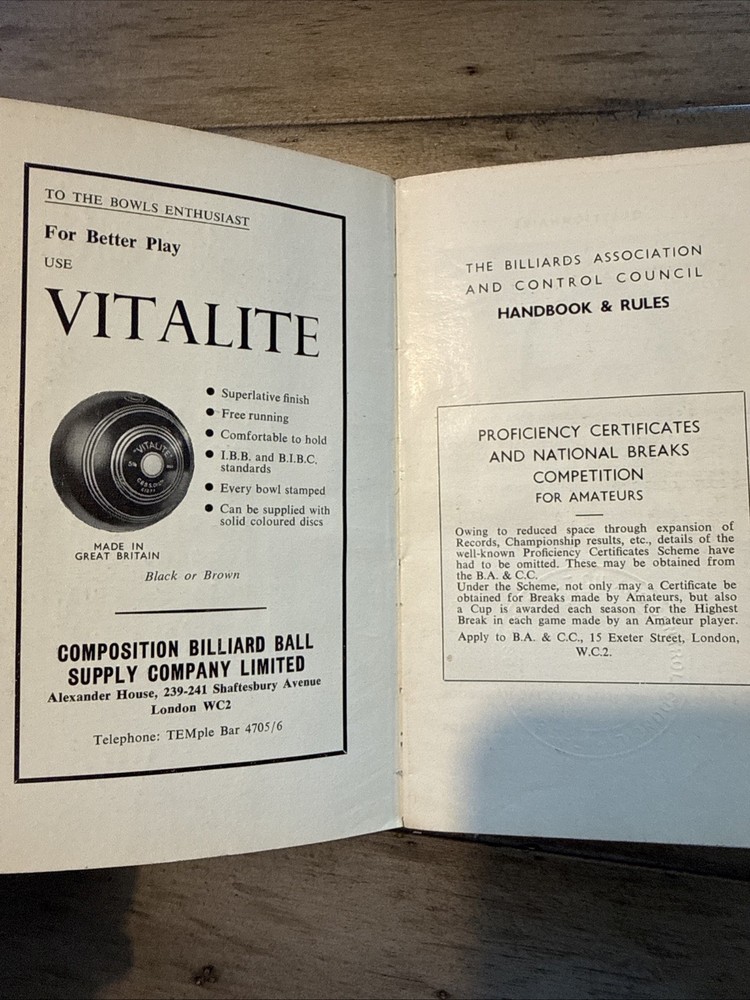 TO THE BOWLS ENTHUSIAST
For Better Play
USE
VITALITE
● Superlative finish
● Free running
● Comfortable to hold
● I.B.B. and B.I.B.C.
standards
● Every bowl stamped
● Can be supplied with
solid coloured discs
"VITALITE"
MADE IN
GREAT BRITAIN
Black or Brown
COMPOSITION BILLIARD BALL
SUPPLY COMPANY LIMITED
Alexander House, 239-241 Shaftesbury Avenue
London WC2
Telephone: TEMple Bar 4705/6
THE BILLIARDS ASSOCIATION
AND CONTROL COUNCIL
HANDBOOK & RULES
PROFICIENCY CERTIFICATES
AND NATIONAL BREAKS
COMPETITION
FOR AMATEURS
Owing to reduced space through expansion of
Records, Championship results, etc., details of the
well-known Proficiency Certificates Scheme have
had to be omitted. These may be obtained from
the B.A. & C.C.
Under the Scheme, not only may a Certificate be
obtained for Breaks made by Amateurs, but also
a Cup is awarded each season for the Highest
Break in each game made by an Amateur player.
Apply to B.A. & C.C., 15 Exeter Street, London,
W.C.2.